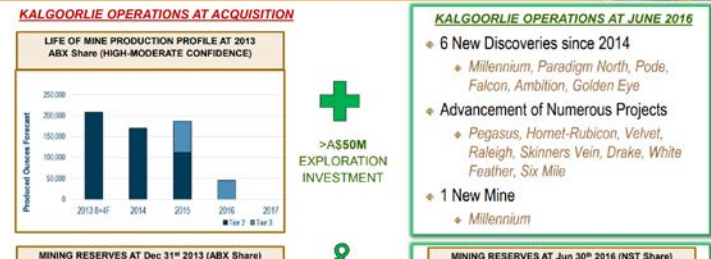 KALGOORLIE OPERATIONS AT ACQUISITION
LIFE OF MINE PRODUCTION PROFILE AT 2013
ABX Share (HIGH-MODERATE CONFIDENCE)
Produced Ounces Forecast
250,000
200,000
150,000
100,000
50,000
0
2013 8+4F 2014 2015 2016 2017
Tier 2 Tier 3
MINING RESERVES AT Dec 31st 2013 (ABX Share)
>A$50M
EXPLORATION
INVESTMENT
&
KALGOORLIE OPERATIONS AT JUNE 2016
6 New Discoveries since 2014
Millennium, Paradigm North, Pode,
Falcon, Ambition, Golden Eye
Advancement of Numerous Projects
Pegasus, Hornet-Rubicon, Velvet,
Raleigh, Skinners Vein, Drake, White
Feather, Six Mile
1 New Mine
Millennium
MINING RESERVES AT Jun 30th 2016 (NST Share)